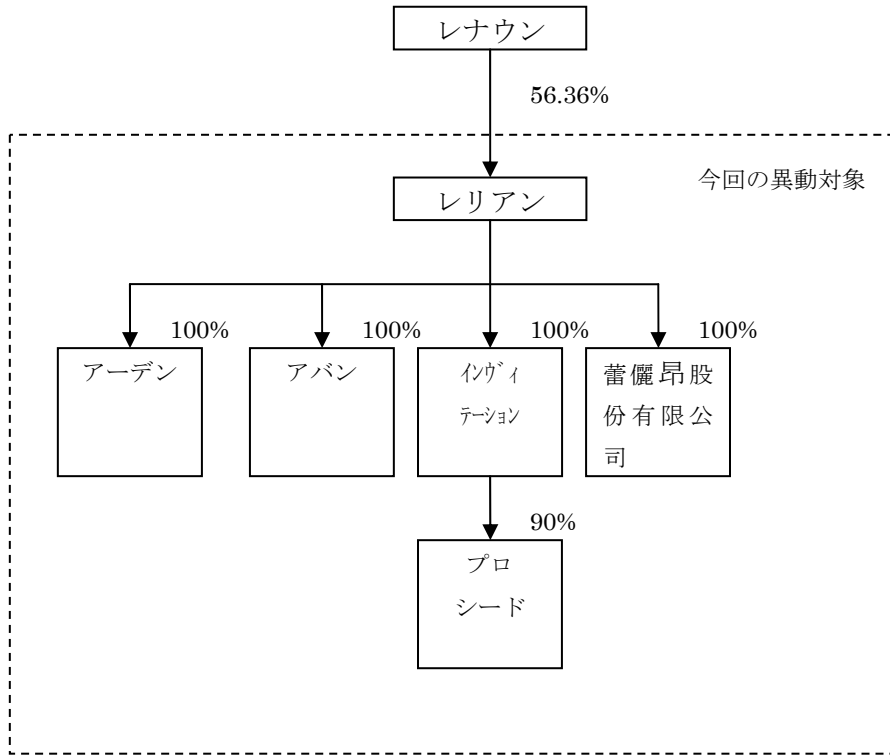 レナウン
56.36%
今回の異動対象
レリアン
100%
100%
100%
100%
アーデン
アバン
インヴィ
テーション
蕾儷昂股
份有限公
司
90%
プロ
シード